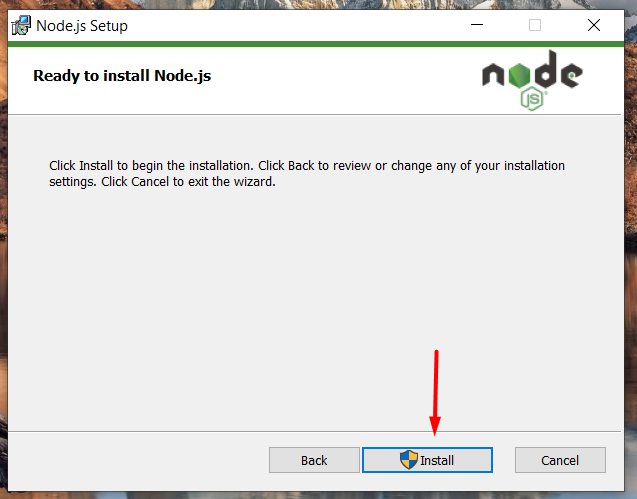 Node.js Setup
Ready to install Node.js
node
JS
Click Install to begin the installation. Click Back to review or change any of your installation
settings. Click Cancel to exit the wizard.
Back
Install
Cancel